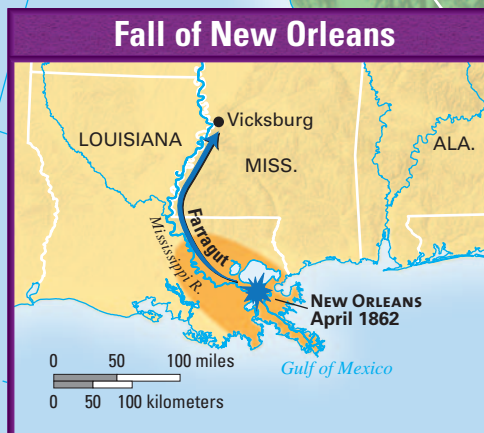 Fall of New Orleans
Vicksburg
LOUISIANA
MISS.
ALA.
Farragut
Mississippi R.
NEW ORLEANS
April 1862
Gulf of Mexico
0 50 100 miles
0 50 100 kilometers